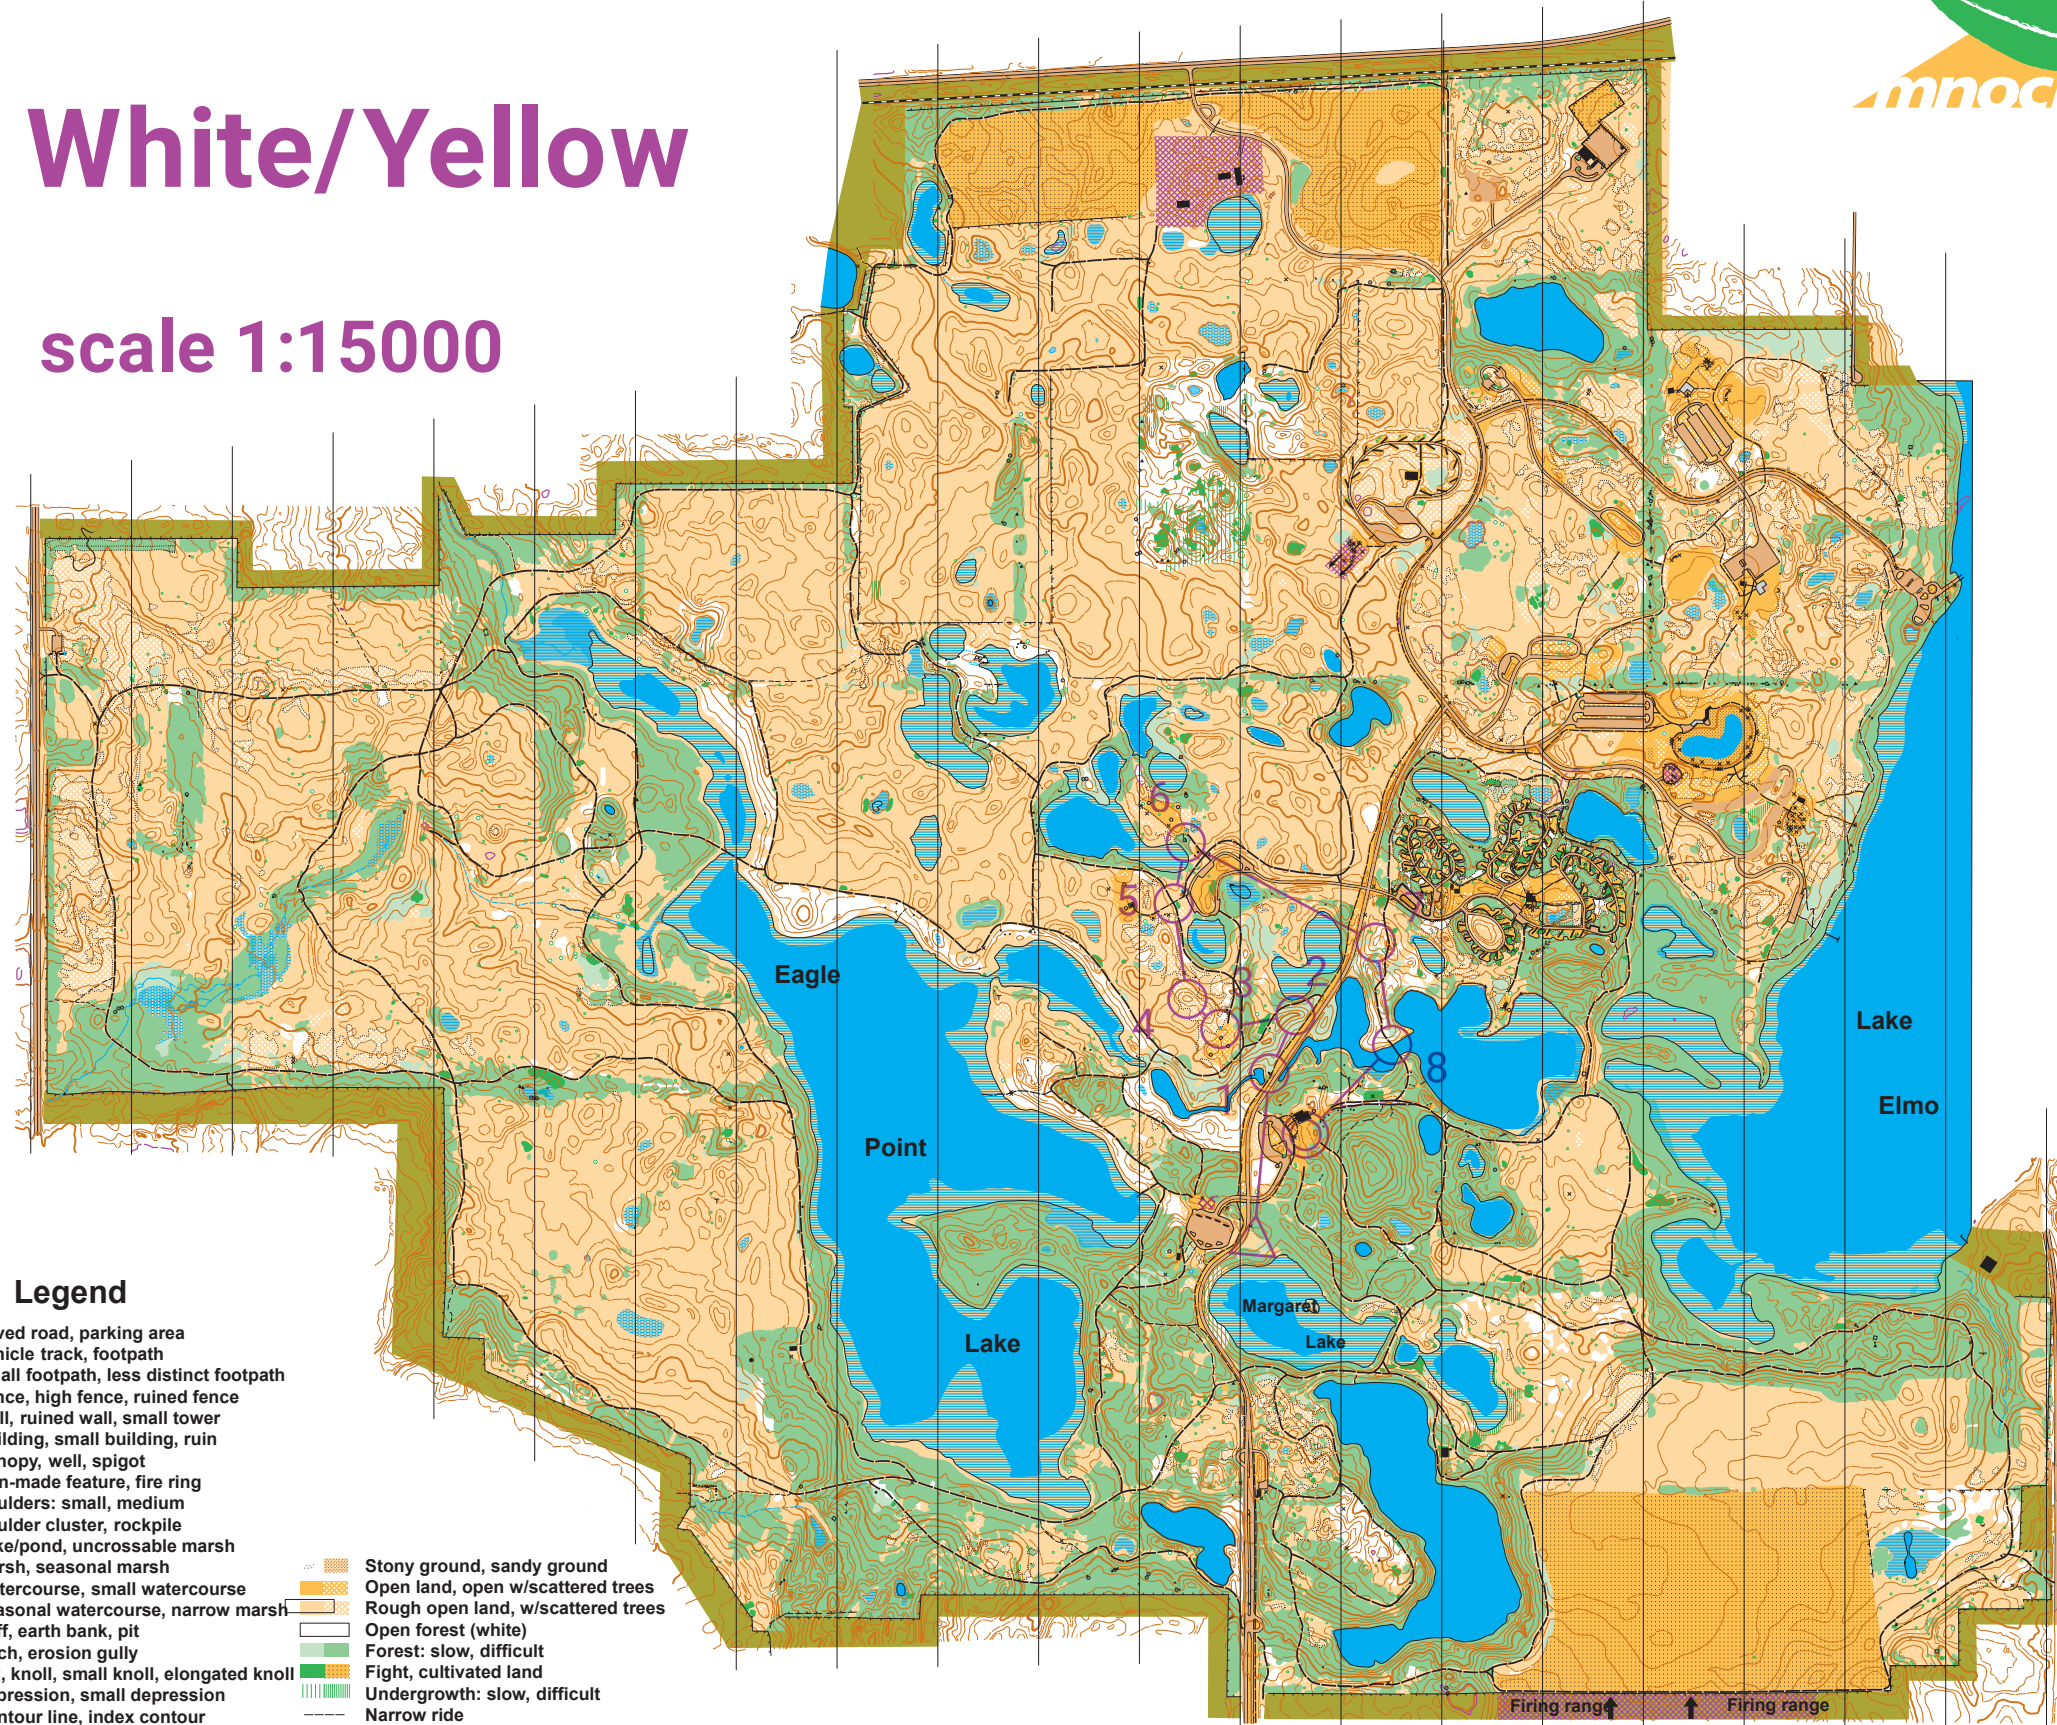 White/Yellow
mnoc
scale 1:15000
6
5
7
2
3
4
1
8
Eagle
Point
Lake
Lake
Elmo
Margaret
Lake
Legend
ved road, parking area
hicle track, footpath
all footpath, less distinct footpath
nce, high fence, ruined fence
ll, ruined wall, small tower
ilding, small building, ruin
nopy, well, spigot
n-made feature, fire ring
ulders: small, medium
ulder cluster, rockpile
ke/pond, uncrossable marsh
rsh, seasonal marsh
tercourse, small watercourse
asonal watercourse, narrow marsh
ff, earth bank, pit
ch, erosion gully
, knoll, small knoll, elongated knoll
pression, small depression
ntour line, index contour
Stony ground, sandy ground
Open land, open w/scattered trees
Rough open land, w/scattered trees
Open forest (white)
Forest: slow, difficult
Fight, cultivated land
Undergrowth: slow, difficult
Narrow ride
Firing range
Firing range